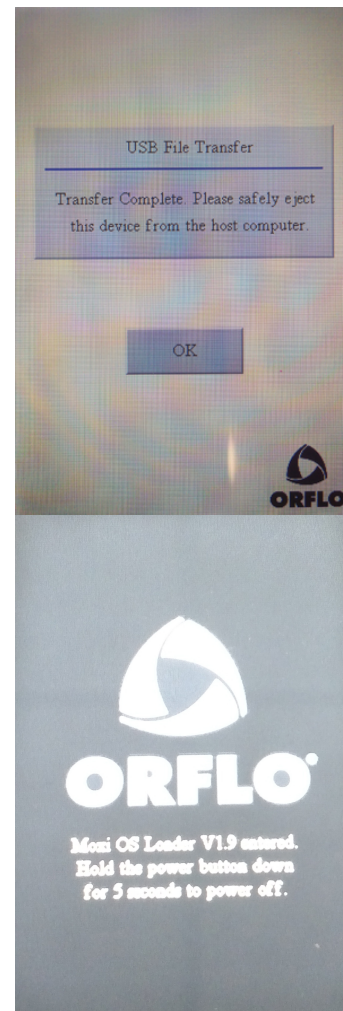 USB File Transfer
Transfer Complete. Please safely eject
this device from the host computer.
OK
ORFLO
ORFLO
Moxi OS Loader V1.9 entered.
Hold the power button down
for 5 seconds to power off.